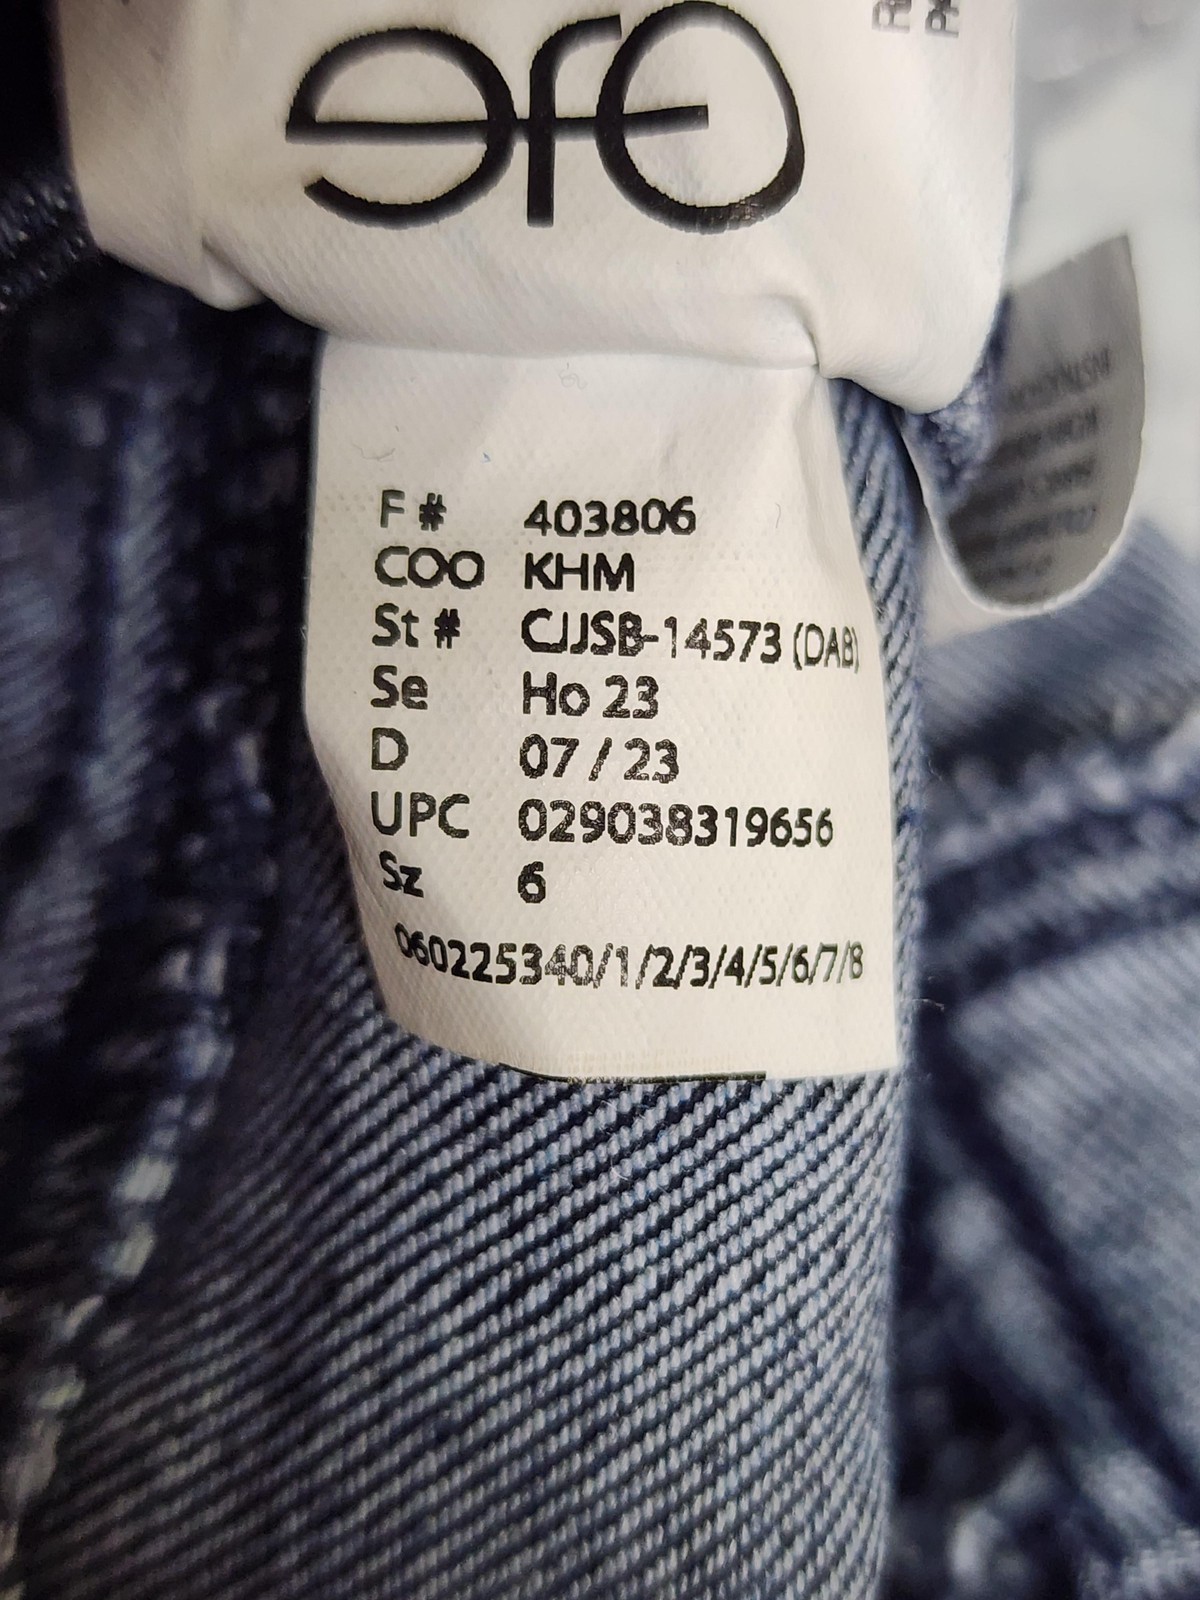 efe
F # 403806
COO KHM
St # CJJSB-14573 (DAB)
Se Ho 23
D 07 / 23
UPC 029038319656
Sz 6
060225340/1/2/3/4/5/6/7/8